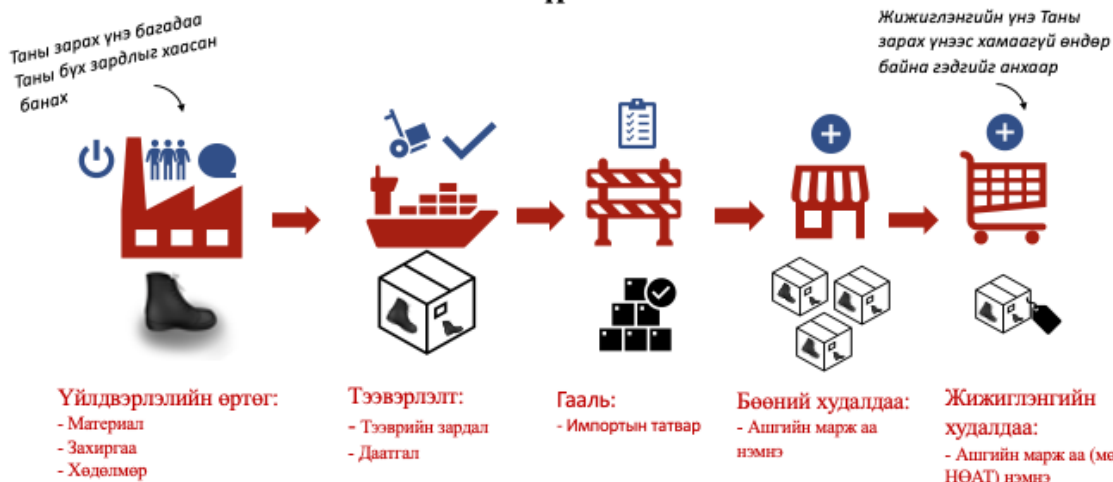 Таны зарах үнэ багадаа
Таны бүх зардлыг хаасан
банах
Жижиглэнгийн үнэ Таны
зарах үнээс хамаагүй өндөр
байна гэдгийг анхаар
Үйлдвэрлэлийн өртөг:
- Материал
- Захиргаа
- Хөдөлмөр
Тээвэрлэлт:
- Тээврийн зардал
- Даатгал
Гааль:
- Импортын татвар
Бөөний худалдаа:
- Ашгийн марж аа
нэмнэ
Жижиглэнгийн
худалдаа:
- Ашгийн марж аа
НӨАТ) нэмнэ